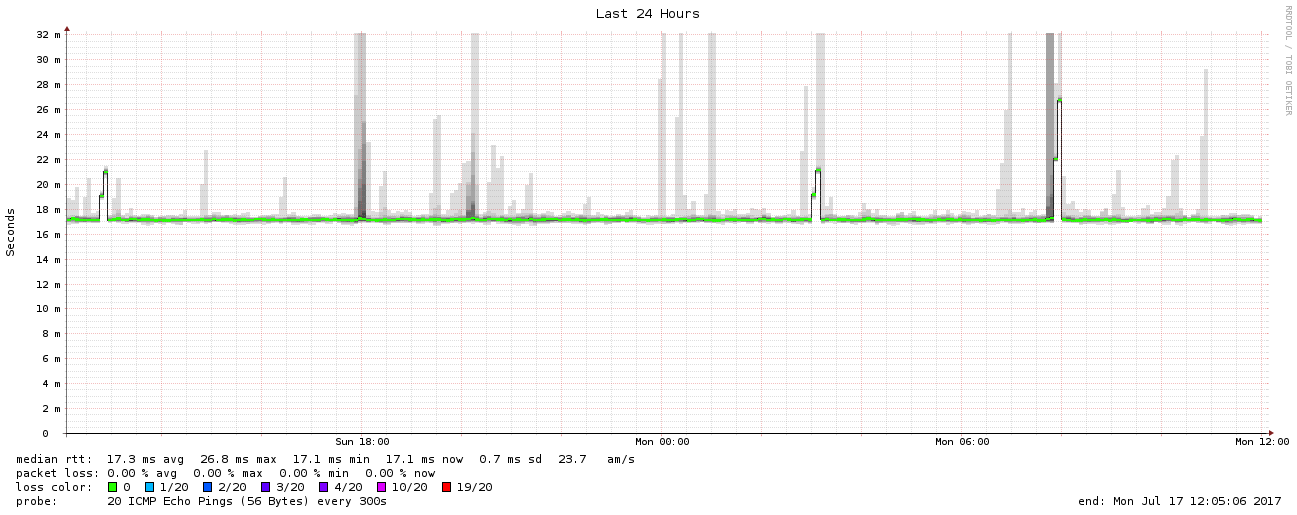 Last 24 Hours
RRDTOOL / TOBI OETIKER
32 m
30 m
28 m
26 m
24 m
22 m
20 m
18 m
16 m
14 m
12 m
10 m
8 m
6 m
4 m
2 m
0
Seconds
Sun 18:00 Mon 00:00 Mon 06:00 Mon 12:00
median rtt: 17.3 ms avg 26.8 ms max 17.1 ms min 17.1 ms now 0.7 ms sd 23.7 am/s
packet loss: 0.00 % avg 0.00 % max 0.00 % min 0.00 % now
loss color: 0 1/20 2/20 3/20 4/20 10/20 19/20
probe: 20 ICMP Echo Pings (56 Bytes) every 300s end: Mon Jul 17 12:05:06 2017